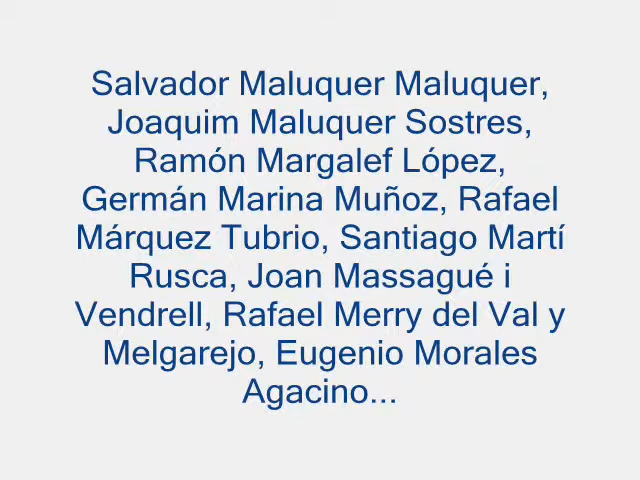 Salvador Maluquer Maluquer,
Joaquim Maluquer Sostres,
Ramón Margalef López,
Germán Marina Muñoz, Rafael
Márquez Tubrio, Santiago Martí
Rusca, Joan Massagué i
Vendrell, Rafael Merry del Val y
Melgarejo, Eugenio Morales
Agacino...